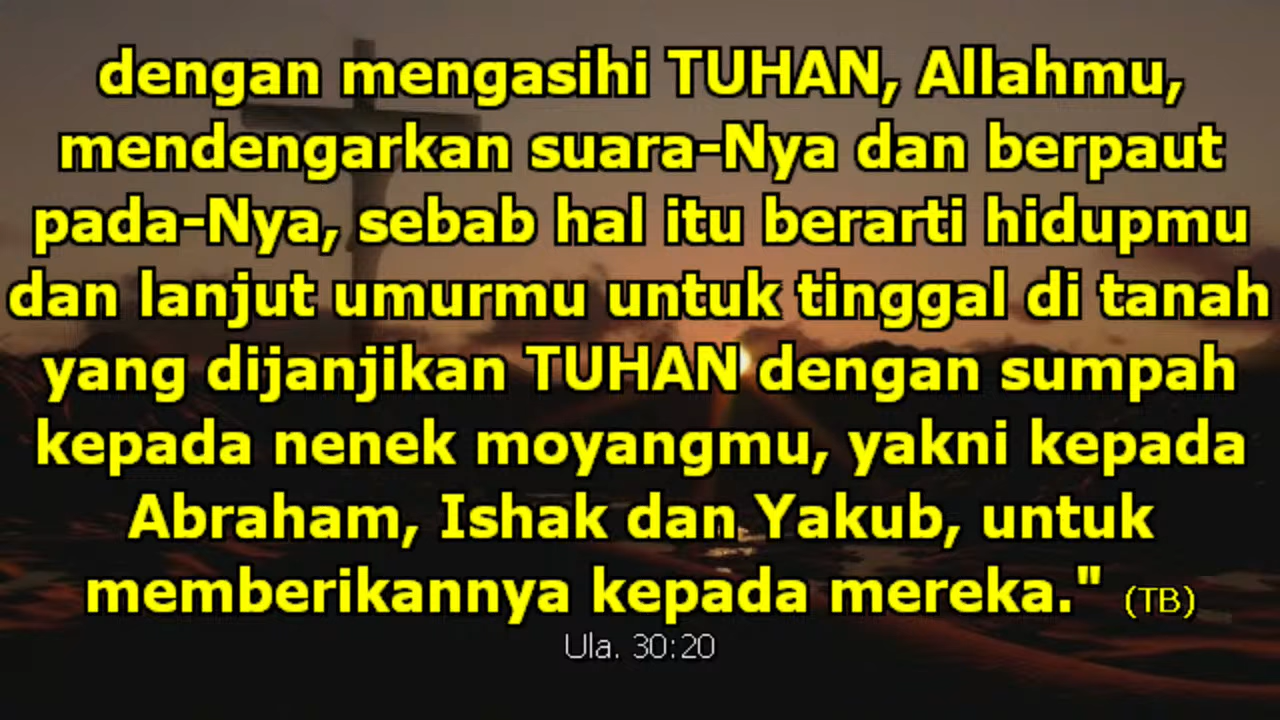 dengan mengasihi TUHAN, Allahmu,
mendengarkan suara-Nya dan berpaut
pada-Nya, sebab hal itu berarti hidupmu
dan lanjut umurmu untuk tinggal di tanah
yang dijanjikan TUHAN dengan sumpah
kepada nenek moyangmu, yakni kepada
Abraham, Ishak dan Yakub, untuk
memberikannya kepada mereka." (TB)
Ula. 30:20